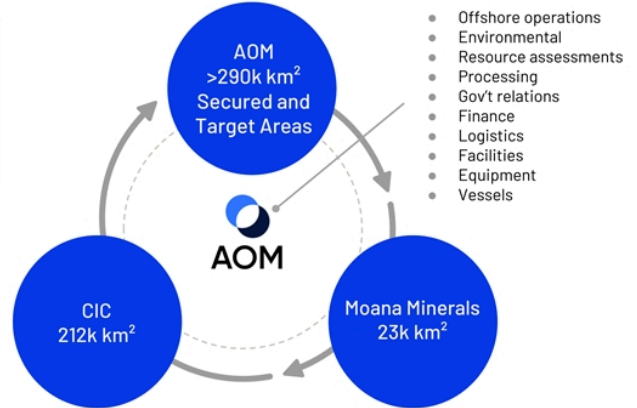 AOM
>290k km²
Secured and
Target Areas
Offshore operations
Environmental
Resource assessments
Processing
Gov't relations
Finance
Logistics
Facilities
Equipment
Vessels
AOM
CIC
212k km²
Moana Minerals
23k km²